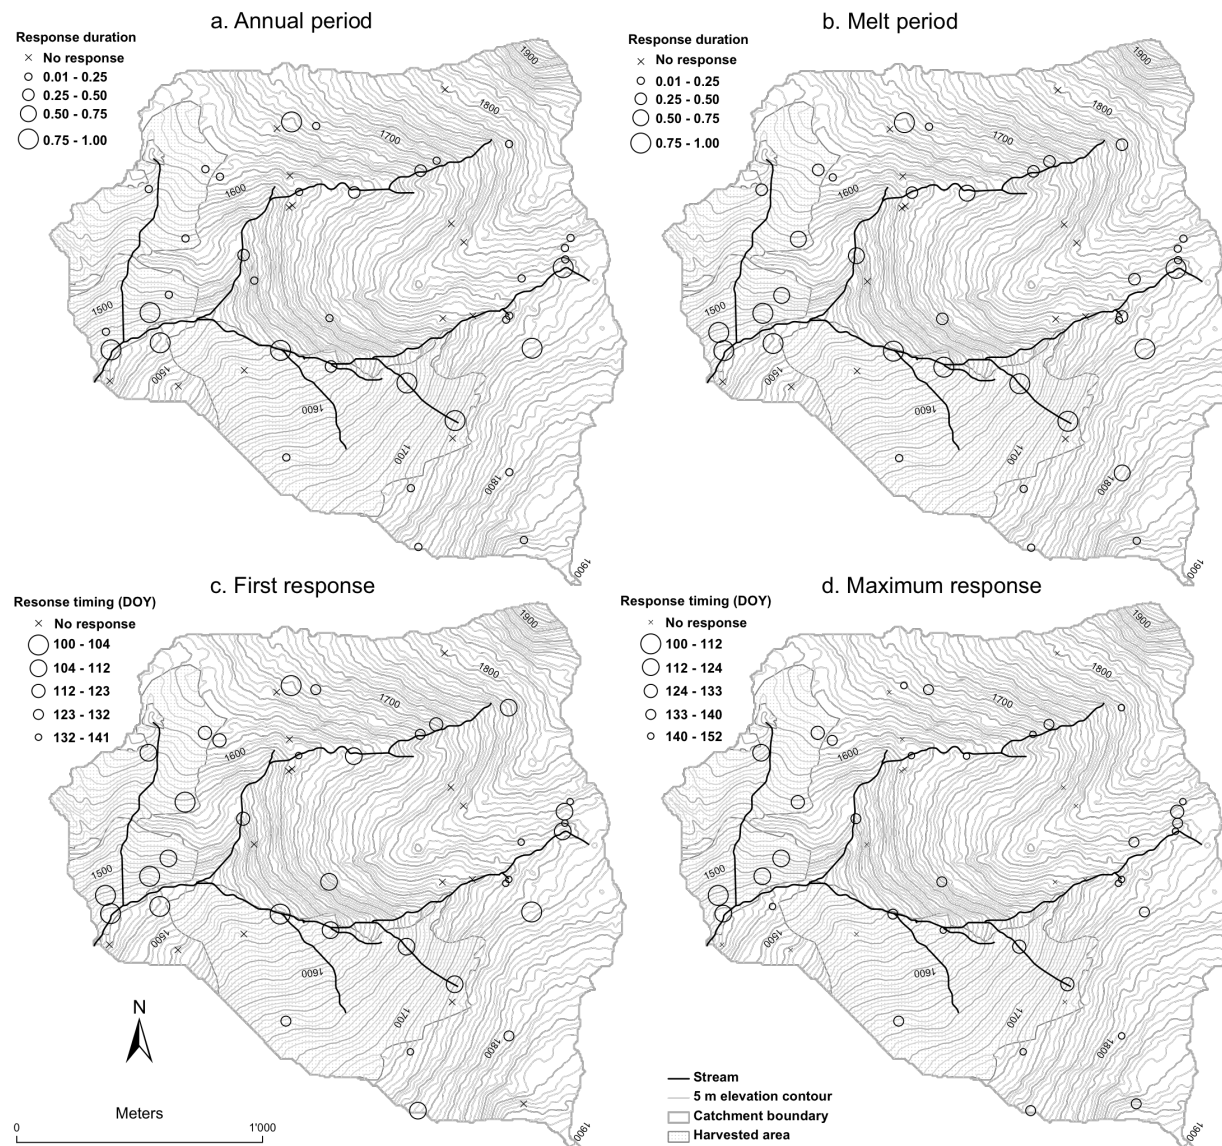 a. Annual period
Response duration
No response
0.01 - 0.25
0.25 - 0.50
0.50 - 0.75
0.75 - 1.00
1900
1800
1700
1600
1500
1500
1600
1700
1800
1900
b. Melt period
Response duration
No response
0.01 - 0.25
0.25 - 0.50
0.50 - 0.75
0.75 - 1.00
1900
1800
1700
1600
1500
1500
1600
1700
1800
1900
c. First response
Resonse timing (DOY)
No response
100 - 104
104 - 112
112 - 123
123 - 132
132 - 141
1900
1800
1700
1600
1500
1500
1600
1700
1800
1900
N
Meters
0 1'000
d. Maximum response
Response timing (DOY)
No response
100 - 112
112 - 124
124 - 133
133 - 140
140 - 152
1900
1800
1700
1600
1500
1500
1600
1700
1800
1900
Stream
5 m elevation contour
Catchment boundary
Harvested area